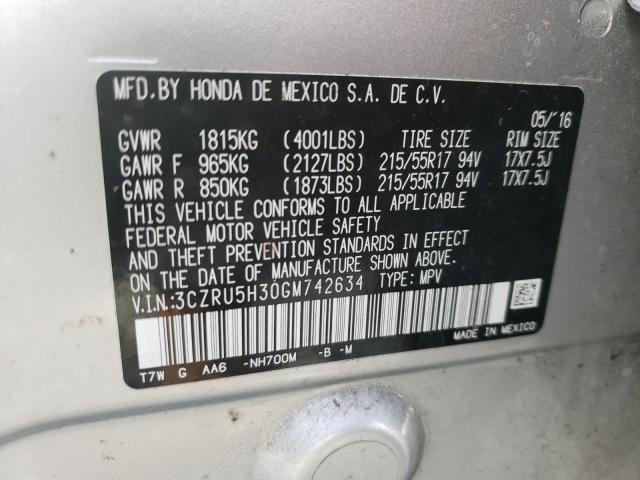 MFD. BY HONDA DE MEXICO S.A. DE C.V.
05/'16
GVWR 1815KG (4001LBS) TIRE SIZE RIM SIZE
GAWR F 965KG (2127LBS) 215/55R17 94V 17X7.5J
GAWR R 850KG (1873LBS) 215/55R17 94V 17X7.5J
THIS VEHICLE CONFORMS TO ALL APPLICABLE
FEDERAL MOTOR VEHICLE SAFETY
AND THEFT PREVENTION STANDARDS IN EFFECT
ON THE DATE OF MANUFACTURE SHOWN ABOVE.
V.I.N.:3CZRU5H30GM742634 TYPE: MPV
MADE IN MEXICO
T7W G AA6 -NH700M -B -M